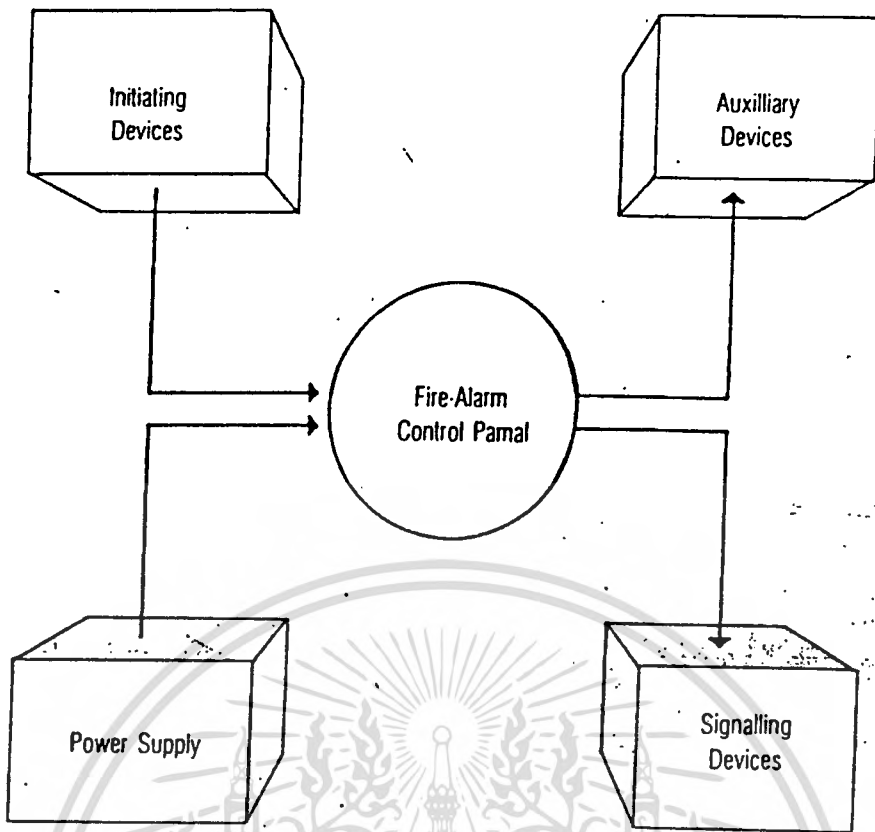 Initiating
Devices
Auxilliary
Devices
Fire-Alarm
Control Pamal
Power Supply
Signalling
Devices